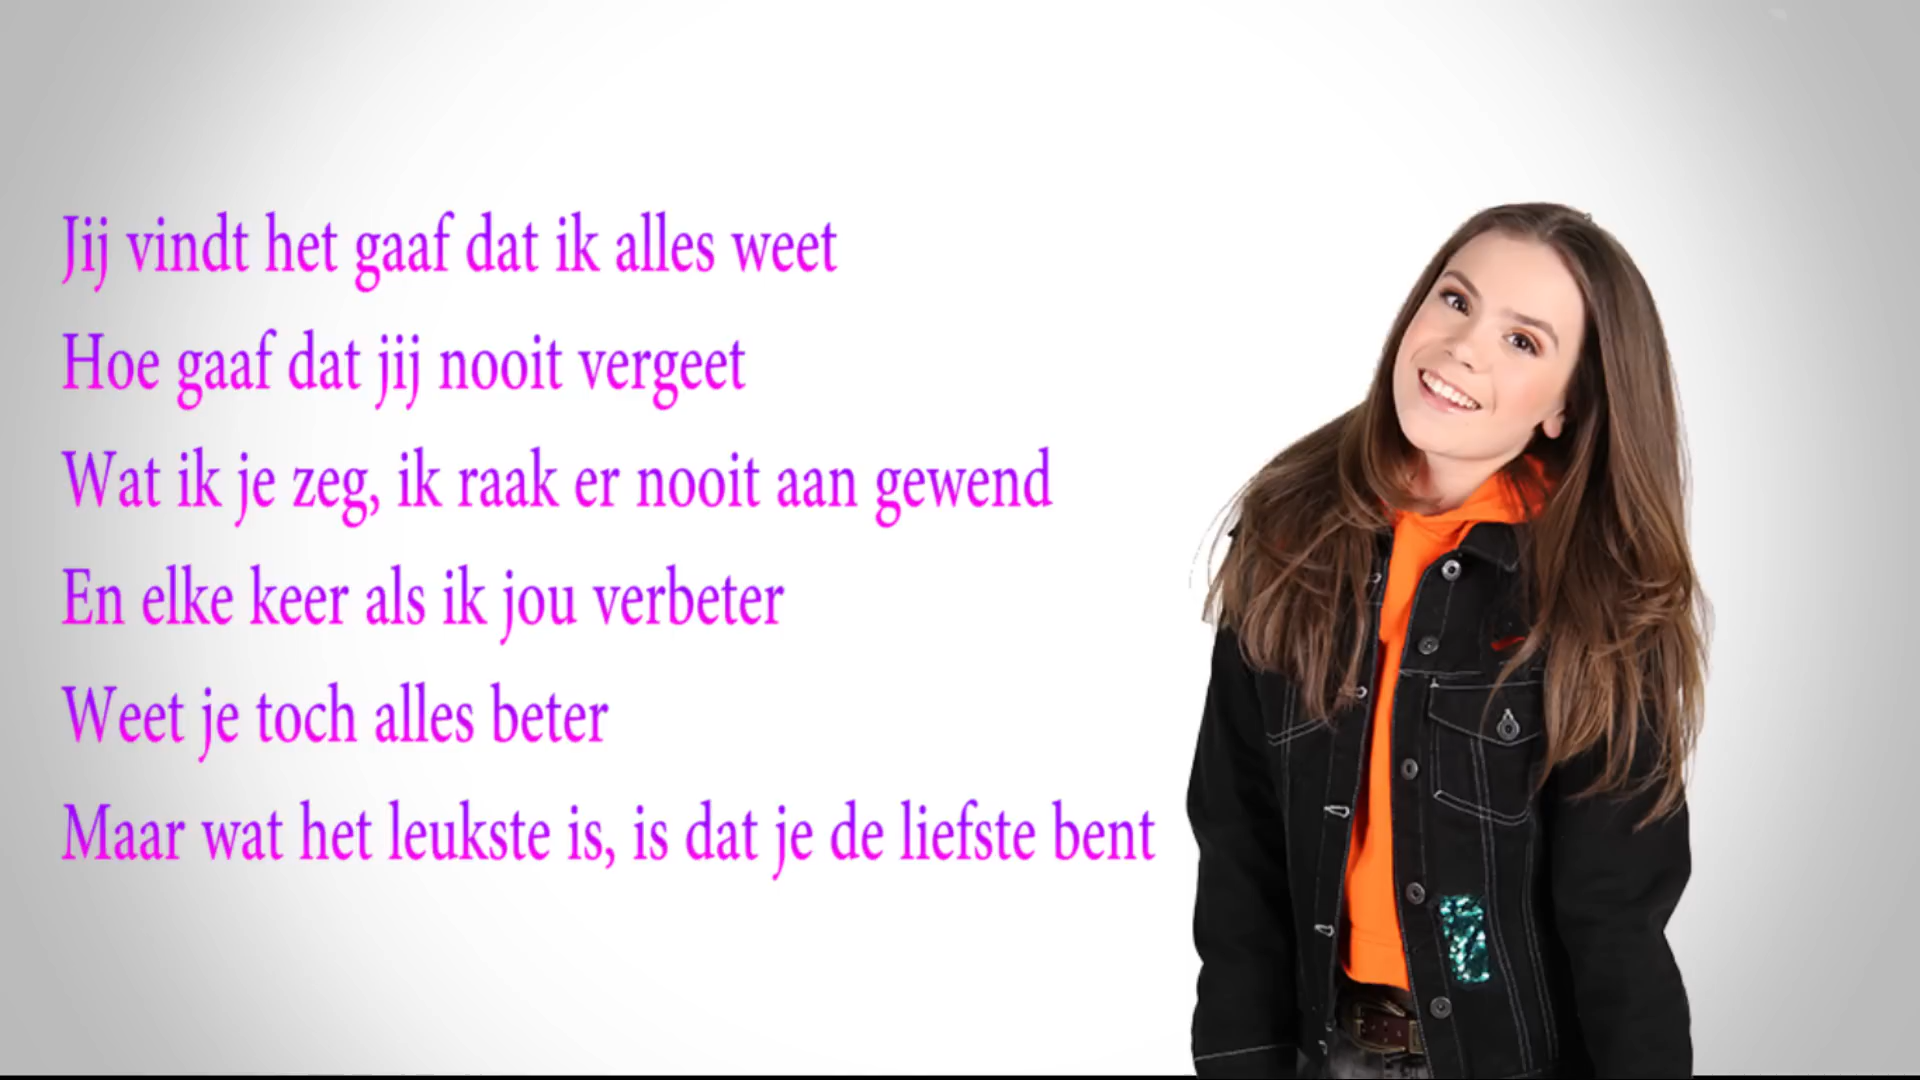 Jij vindt het gaaf dat ik alles weet
Hoe gaaf dat jij nooit vergeet
Wat ik je zeg, ik raak er nooit aan gewend
En elke keer als ik jou verbeter
Weet je toch alles beter
Maar wat het leukste is, is dat je de liefste bent